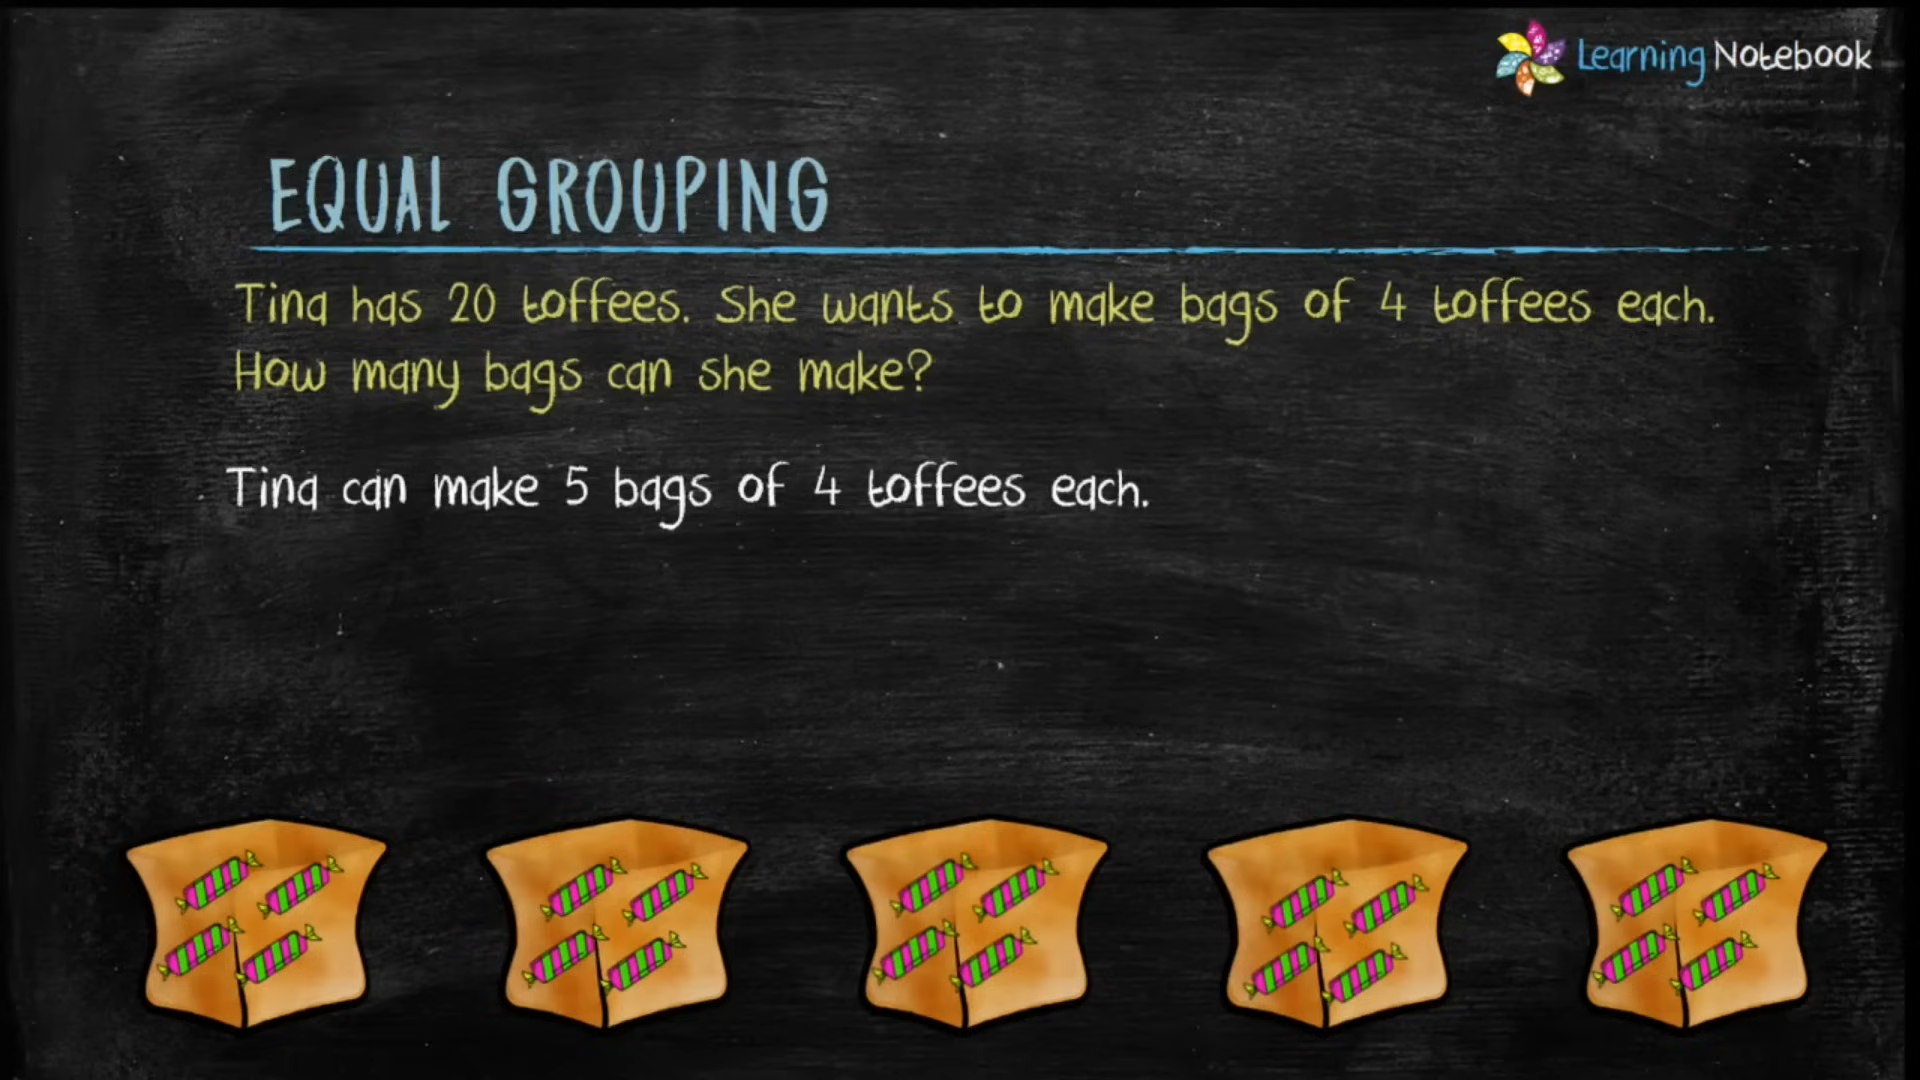 Learning Notebook
EQUAL GROUPING
Tina has 20 toffees. She wants to make bags of 4 toffees each.
How many bags can she make?
Tina can make 5 bags of 4 toffees each.